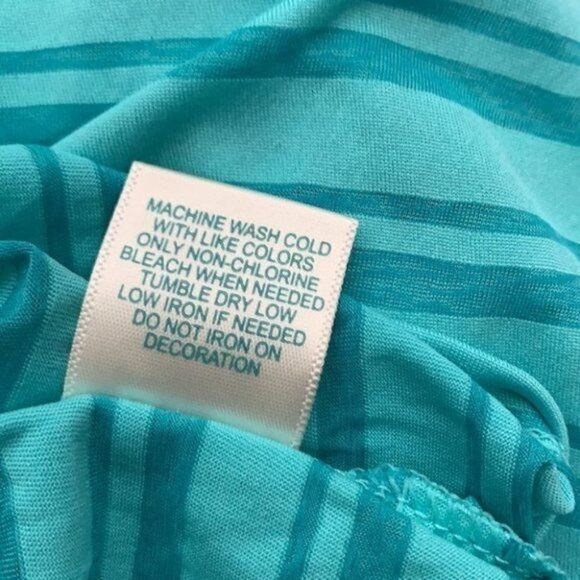 MACHINE WASH COLD
WITH LIKE COLORS
ONLY NON-CHLORINE
BLEACH WHEN NEEDED
TUMBLE DRY LOW
LOW IRON IF NEEDED
DO NOT IRON ON
DECORATION